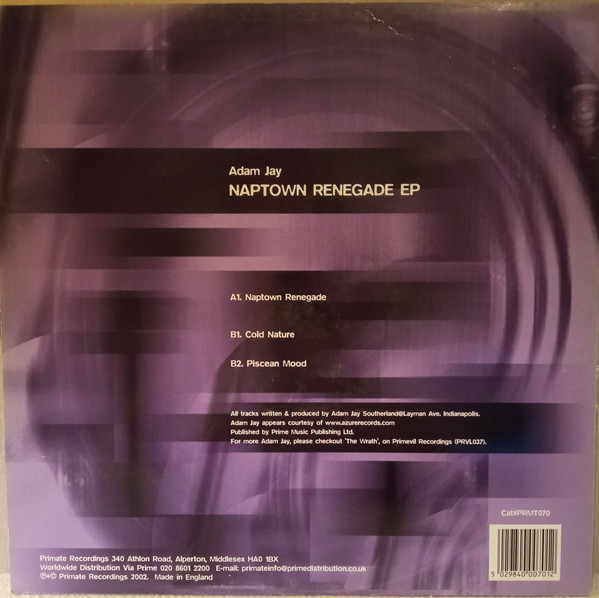 Adam Jay
NAPTOWN RENEGADE EP
A1. Naptown Renegade
B1. Cold Nature
B2. Piscean Mood
All tracks written & produced by Adam Jay Southerland@Layman Ave. Indianapolis.
Adam Jay appears courtesy of www.azurerecords.com
Published by Prime Music Publishing Ltd.
For more Adam Jay, please checkout 'The Wrath', on Primevil Recordings (PRVL037).
Cat#PRMT070
5 029840 007012
Primate Recordings 340 Athlon Road, Alperton, Middlesex HA0 1BX
Worldwide Distribution Via Prime 020 8601 2200 E-mail: primateinfo@primedistribution.co.uk
℗+© Primate Recordings 2002. Made in England